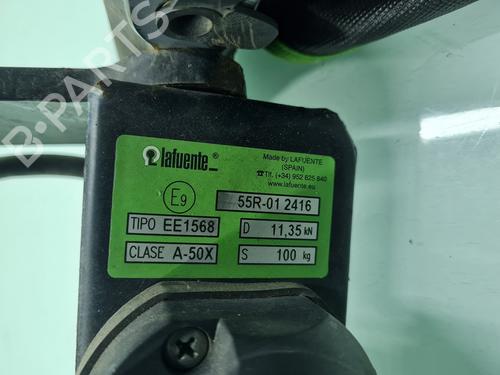 lafuente ®
Made by LAFUENTE
(SPAIN)
☎Tlf. (+34) 952 625 840
www.lafuente.eu
E9
55R-01 2416
TIPO EE1568
D 11,35 kN
CLASE A-50X
S 100 kg
B-PARTS